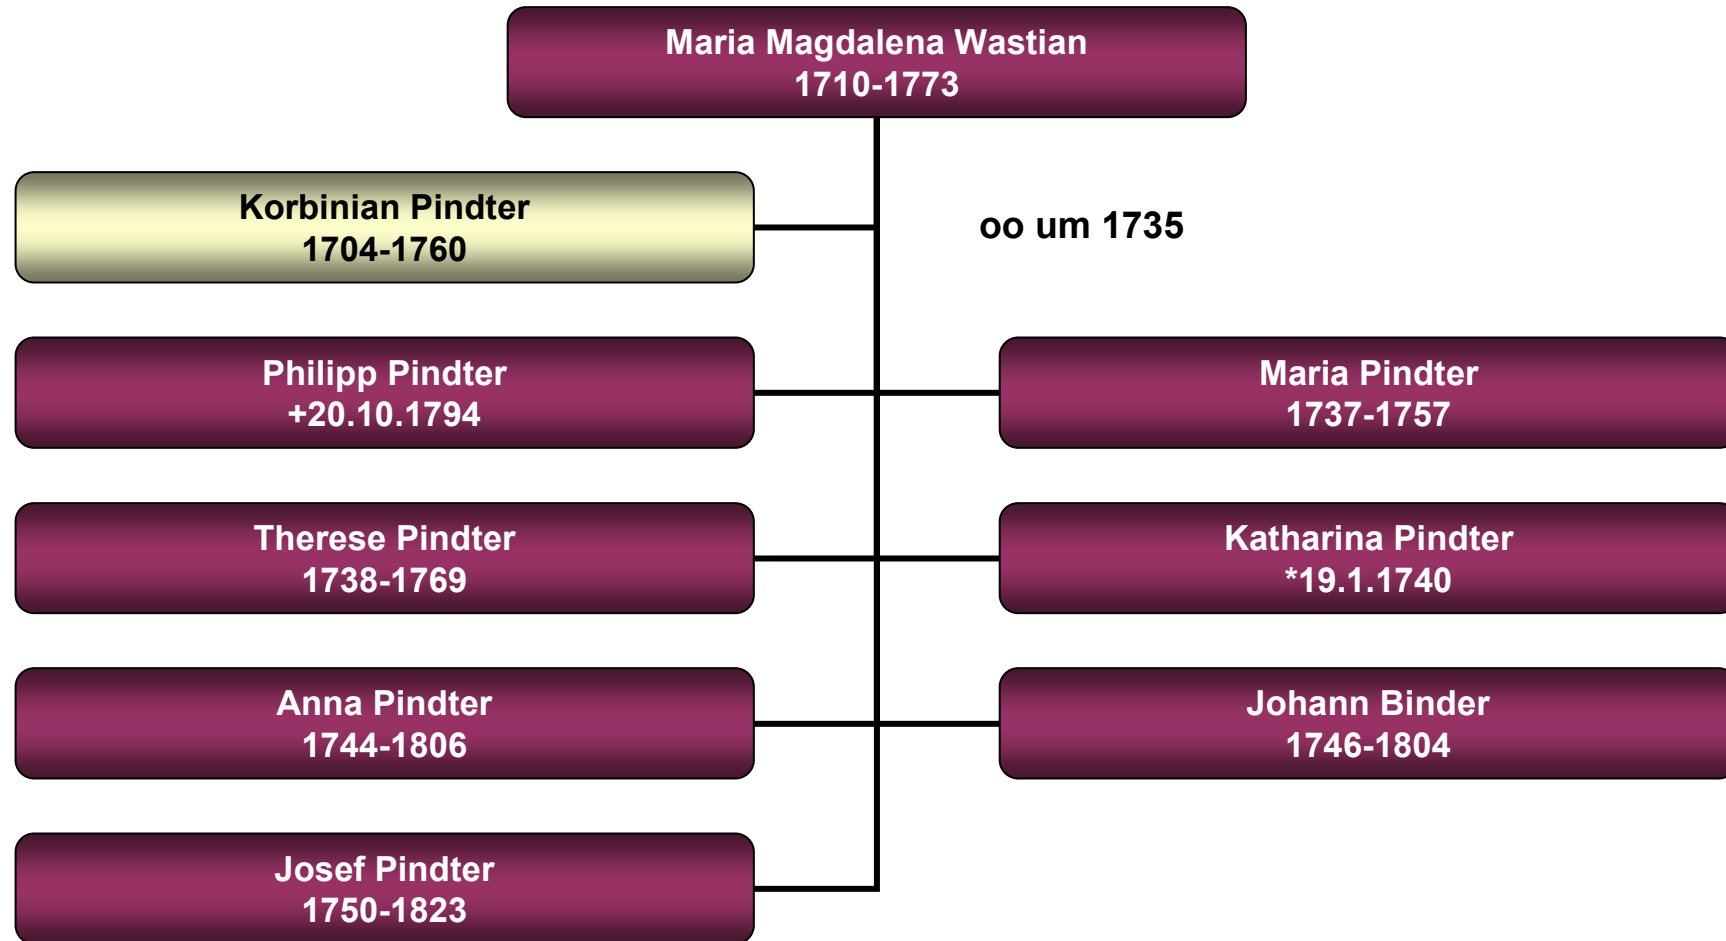 Maria Magdalena Wastian
1710-1773
Korbinian Pindter
1704-1760
oo um 1735
Philipp Pindter
+20.10.1794
Maria Pindter
1737-1757
Therese Pindter
1738-1769
Katharina Pindter
*19.1.1740
Anna Pindter
1744-1806
Johann Binder
1746-1804
Josef Pindter
1750-1823